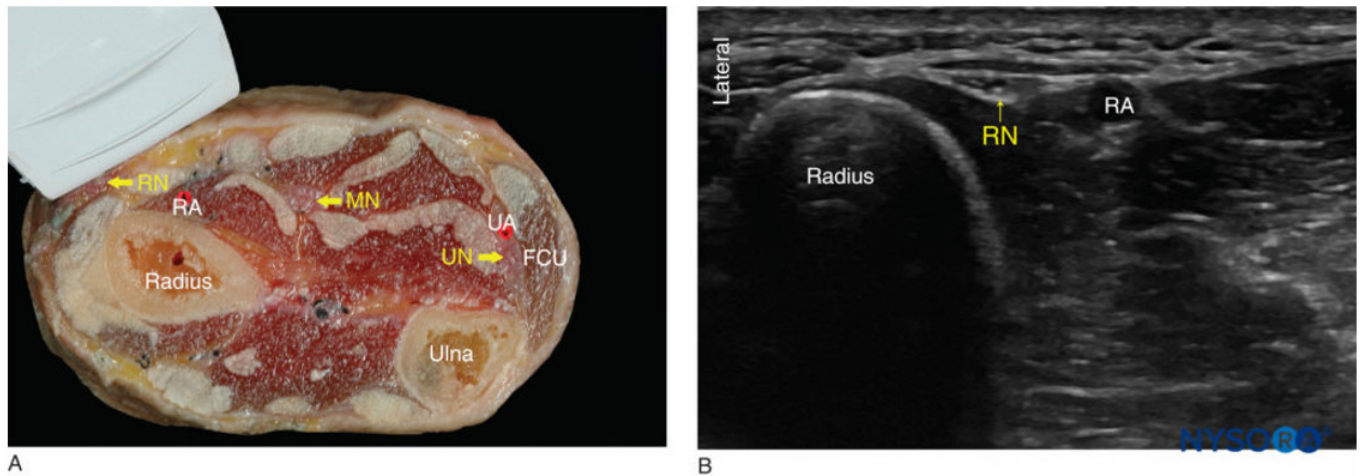 RN
RA
MN
UA
UN
FCU
Radius
Ulna
A
Lateral
RA
RN
Radius
NYSORA
B